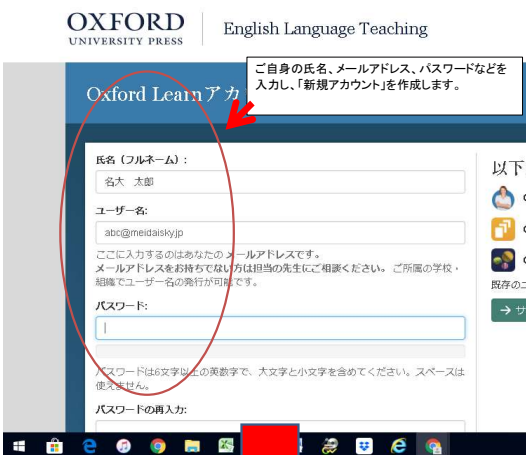 OXFORD
UNIVERSITY PRESS
English Language Teaching
ご自身の氏名、メールアドレス、パスワードなどを
入力し、「新規アカウント」を作成します。
Oxford Learnアカ
氏名（フルネーム）:
名大　太郎
ユーザー名:
abc@meidaisky.jp
ここに入力するのはあなたのメールアドレスです。
メールアドレスをお持ちでない方は担当の先生にご相談ください。ご所属の学校・
組織でユーザー名の発行が可能です。
パスワード:
パスワードは6文字以上の英数字で、大文字と小文字を含めてください。スペースは
使えません。
パスワードの再入力:
以下
既存のユ
→ サ